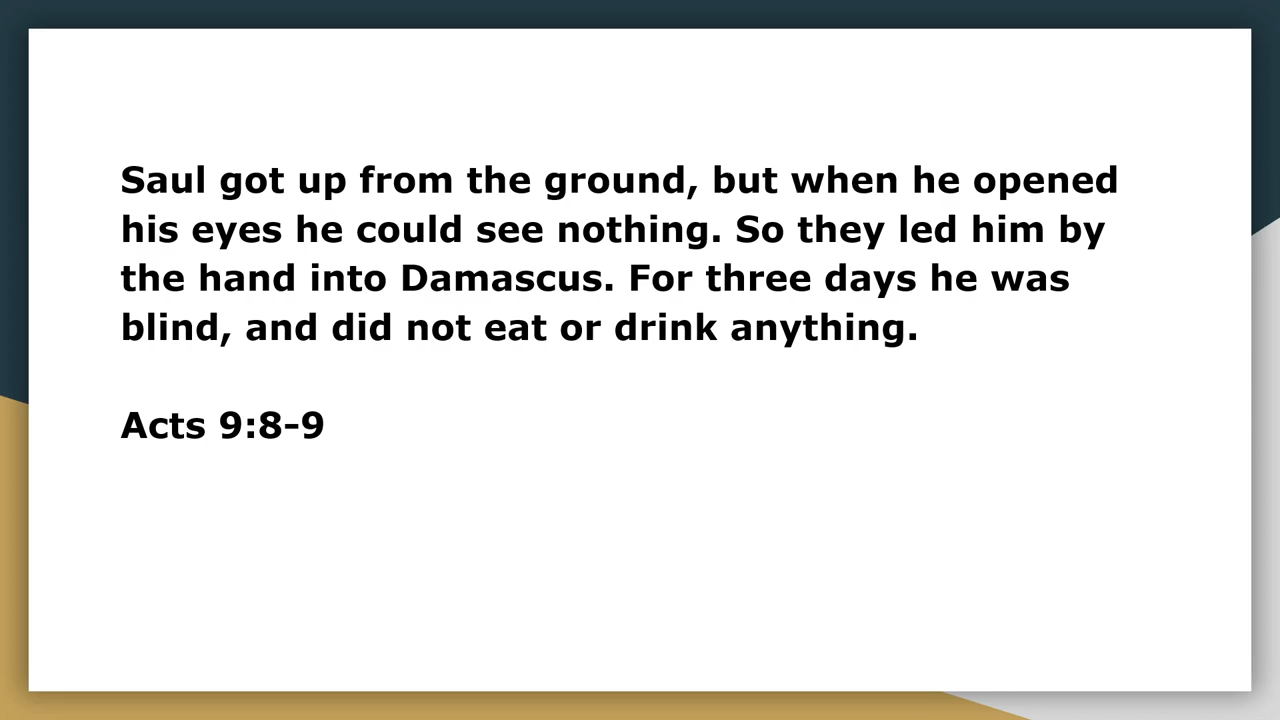 Saul got up from the ground, but when he opened
his eyes he could see nothing. So they led him by
the hand into Damascus. For three days he was
blind, and did not eat or drink anything.
Acts 9:8-9